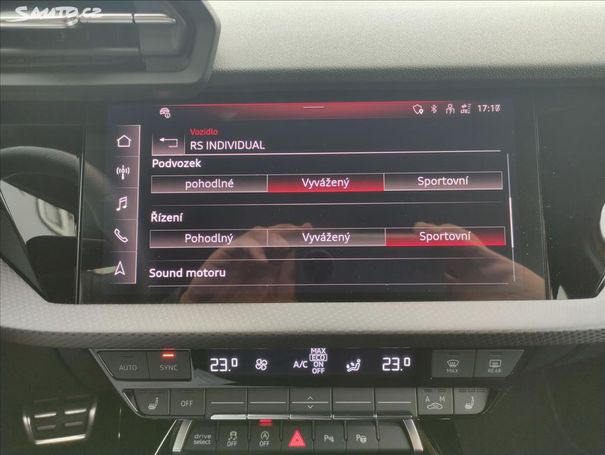 SAUTO.CZ
17:18
Vozidlo
RS INDIVIDUAL
Podvozek
pohodlné Vyvážený Sportovní
Řízení
Pohodlný Vyvážený Sportovní
Sound motoru
AUTO SYNC 23.0 A/C MAX ECO ON OFF 23.0 MAX REAR
OFF A M
drive select OFF OFF